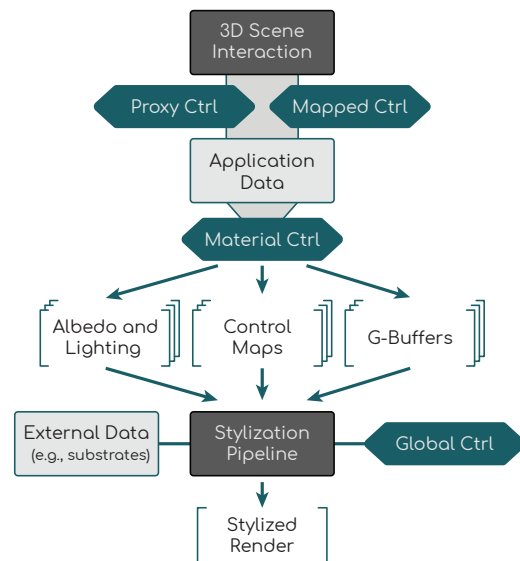 3D Scene
Interaction
Proxy Ctrl
Mapped Ctrl
Application
Data
Material Ctrl
Albedo and
Lighting
Control
Maps
G-Buffers
External Data
(e.g., substrates)
Stylization
Pipeline
Global Ctrl
Stylized
Render